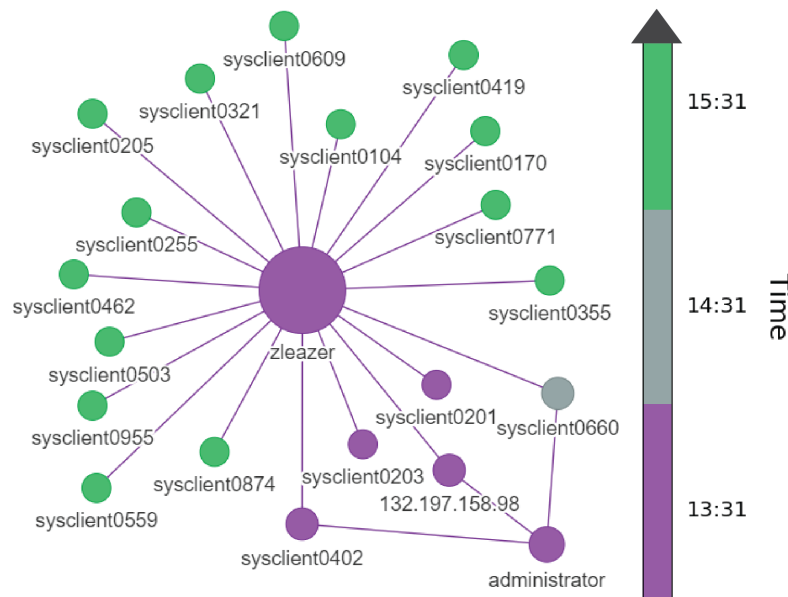 sysclient0609
sysclient0419
sysclient0321
15:31
sysclient0205
sysclient0104
sysclient0170
sysclient0255
sysclient0771
sysclient0462
sysclient0355
14:31
Time
zleazer
sysclient0503
sysclient0201
sysclient0660
sysclient0955
sysclient0874
sysclient0203
132.197.158.98
13:31
sysclient0559
sysclient0402
administrator